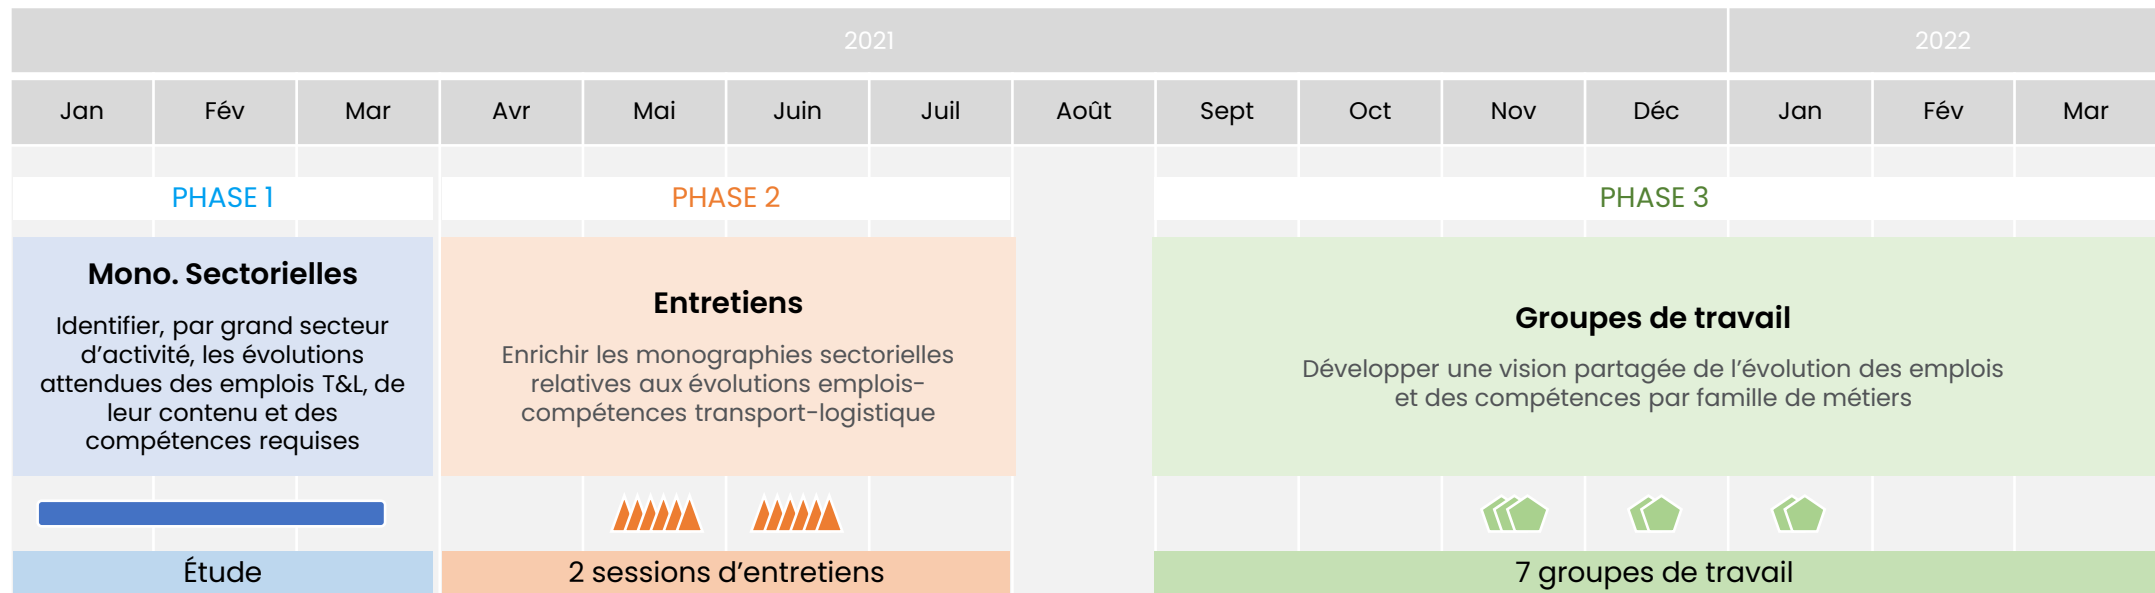 2021
2022
Jan
Fév
Mar
Avr
Mai
Juin
Juil
Août
Sept
Oct
Nov
Déc
Jan
Fév
Mar
PHASE 1
PHASE 2
PHASE 3
Mono. Sectorielles
Identifier, par grand secteur
d’activité, les évolutions
attendues des emplois T&L, de
leur contenu et des
compétences requises
Entretiens
Enrichir les monographies sectorielles
relatives aux évolutions emplois-
compétences transport-logistique
Groupes de travail
Développer une vision partagée de l’évolution des emplois
et des compétences par famille de métiers
Étude
2 sessions d’entretiens
7 groupes de travail